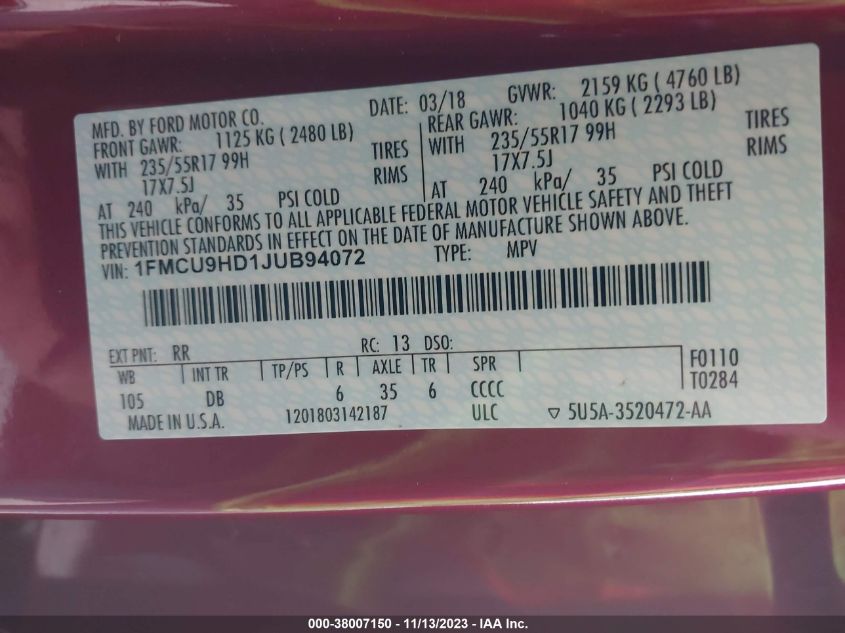 MFD. BY FORD MOTOR CO. DATE: 03/18 GVWR: 2159 KG ( 4760 LB)
FRONT GAWR: 1125 KG ( 2480 LB) REAR GAWR: 1040 KG ( 2293 LB)
WITH 235/55R17 99H TIRES WITH 235/55R17 99H TIRES
17X7.5J RIMS 17X7.5J RIMS
AT 240 kPa/ 35 PSI COLD AT 240 kPa/ 35 PSI COLD
THIS VEHICLE CONFORMS TO ALL APPLICABLE FEDERAL MOTOR VEHICLE SAFETY AND THEFT
PREVENTION STANDARDS IN EFFECT ON THE DATE OF MANUFACTURE SHOWN ABOVE.
VIN: 1FMCU9HD1JUB94072 TYPE: MPV
EXT PNT: RR RC: 13 DSO:
WB INT TR TP/PS R AXLE TR SPR F0110
105 DB 6 35 6 CCCC T0284
MADE IN U.S.A. 1201803142187 ULC ▽ 5U5A-3520472-AA
000-38007150 - 11/13/2023 - IAA Inc.